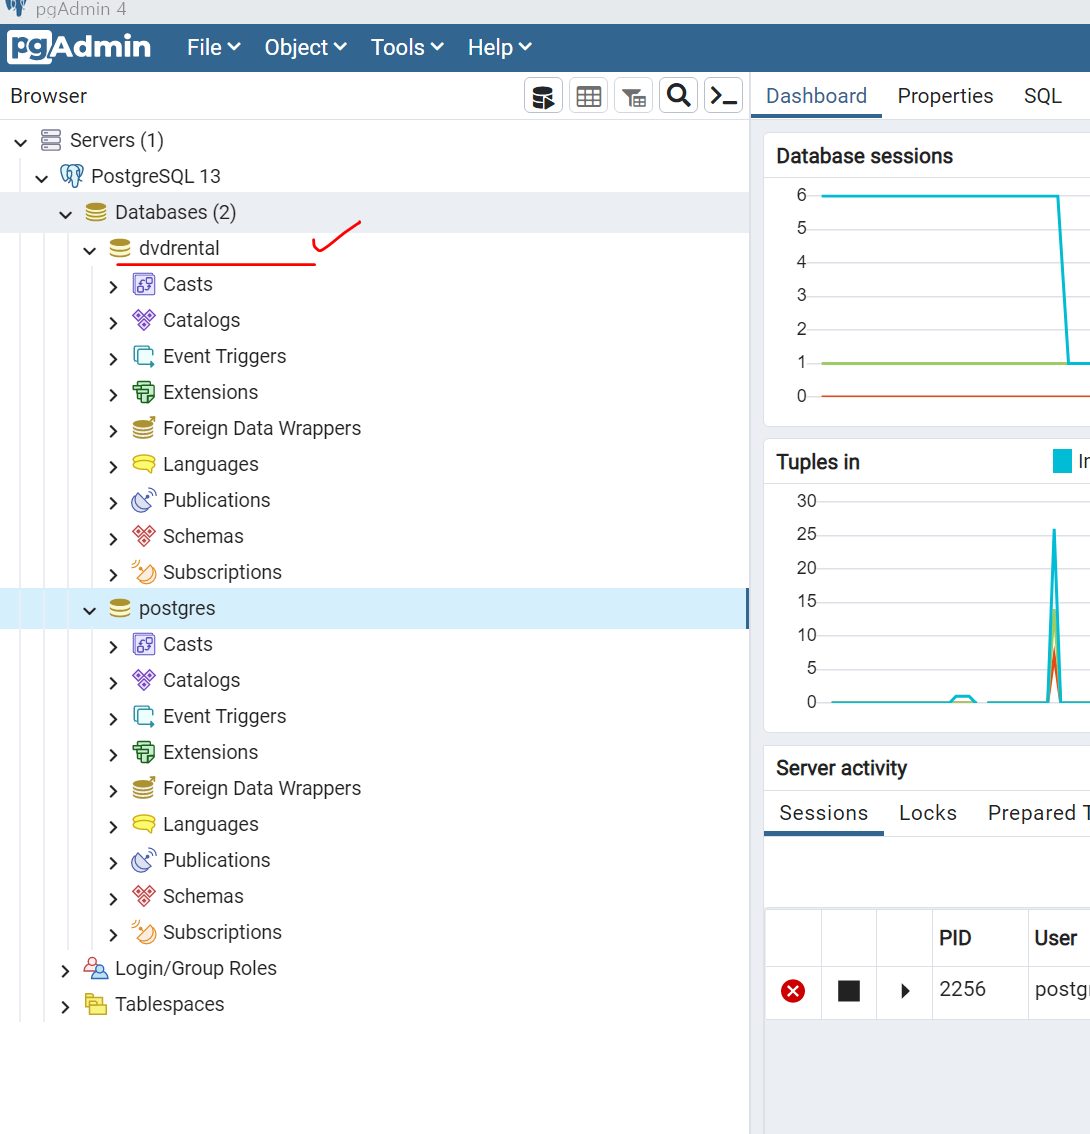 pgAdmin 4
pgAdmin File Object Tools Help
Browser
Servers (1)
PostgreSQL 13
Databases (2)
dvdrental
Casts
Catalogs
Event Triggers
Extensions
Foreign Data Wrappers
Languages
Publications
Schemas
Subscriptions
postgres
Casts
Catalogs
Event Triggers
Extensions
Foreign Data Wrappers
Languages
Publications
Schemas
Subscriptions
Login/Group Roles
Tablespaces
Dashboard Properties SQL
Database sessions
6
5
4
3
2
1
0
Tuples in
30
25
20
15
10
5
0
Server activity
Sessions Locks Prepared
PID User
2256